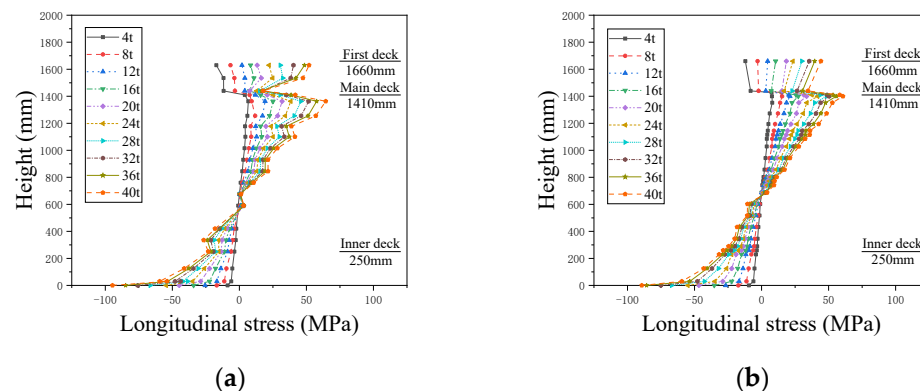 2000
1800
1600
1400
1200
1000
800
600
400
200
0
Height (mm)
4t
8t
12t
16t
20t
24t
28t
32t
36t
40t
First deck
1660mm
Main deck
1410mm
Inner deck
250mm
−100
−50
0
50
100
Longitudinal stress (MPa)
(a)
2000
1800
1600
1400
1200
1000
800
600
400
200
0
Height (mm)
4t
8t
12t
16t
20t
24t
28t
32t
36t
40t
First deck
1660mm
Main deck
1410mm
Inner deck
250mm
−100
−50
0
50
100
Longitudinal stress (MPa)
(b)